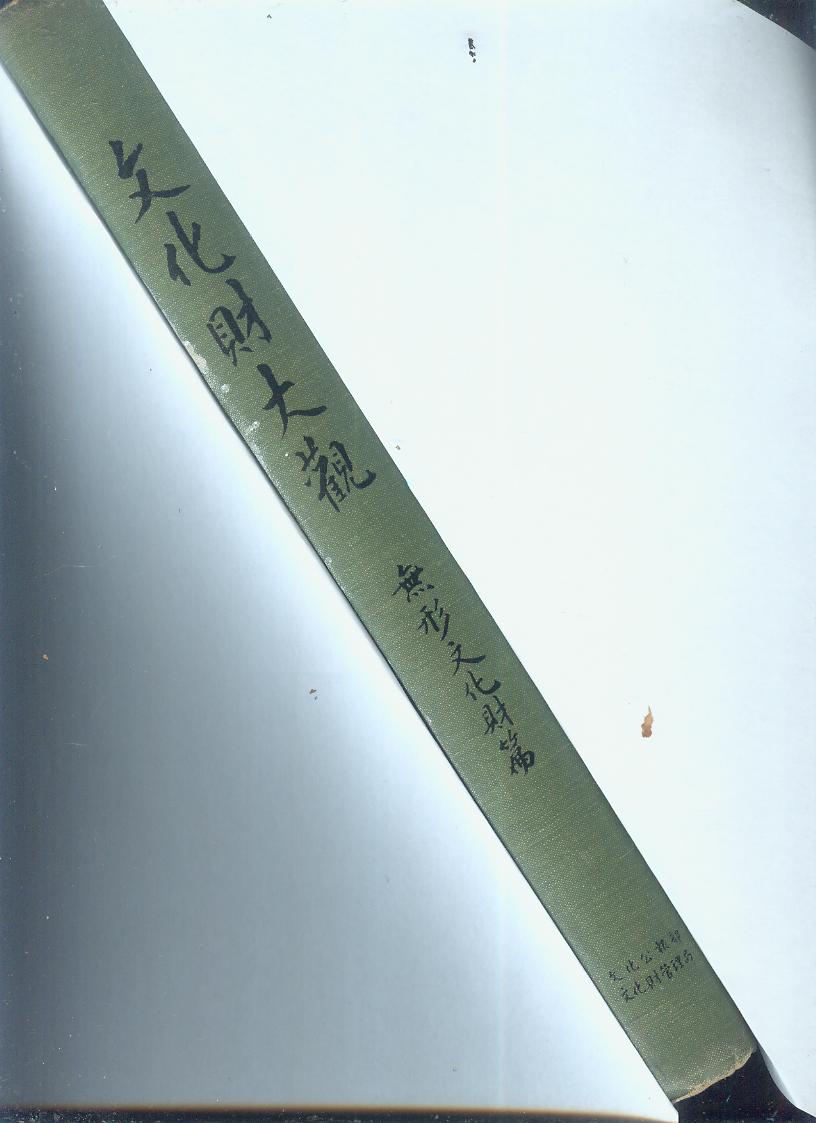 文化財大觀
無形文化財篇
文化公報部
文化財管理局